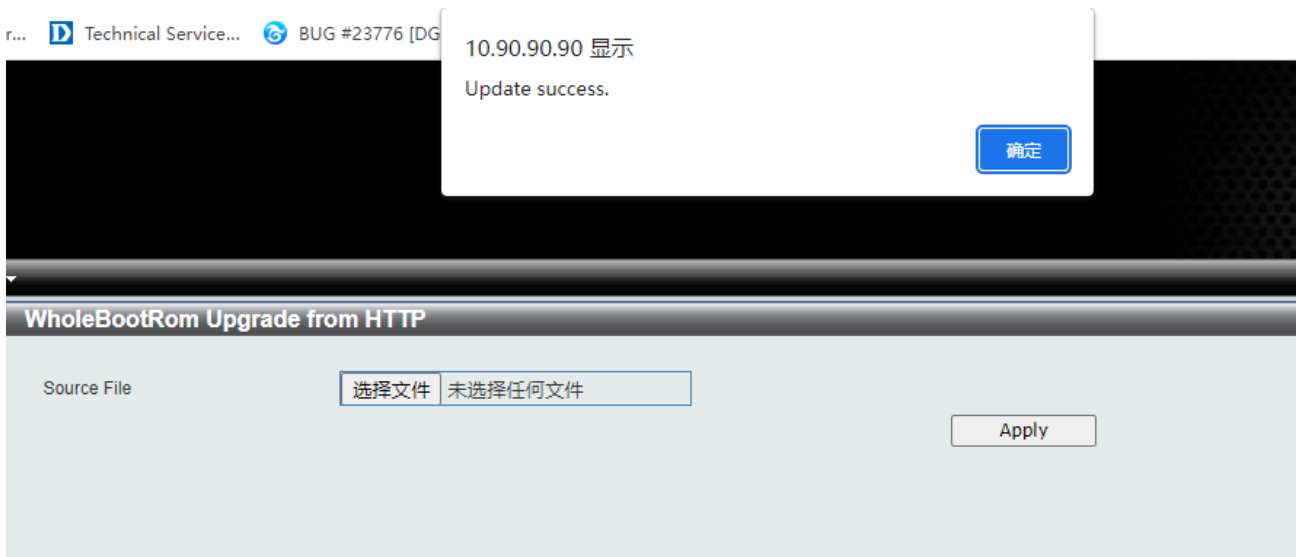 r... Technical Service... BUG #23776 [DG
10.90.90.90 显示
Update success.
确定
WholeBootRom Upgrade from HTTP
Source File 选择文件 未选择任何文件
Apply